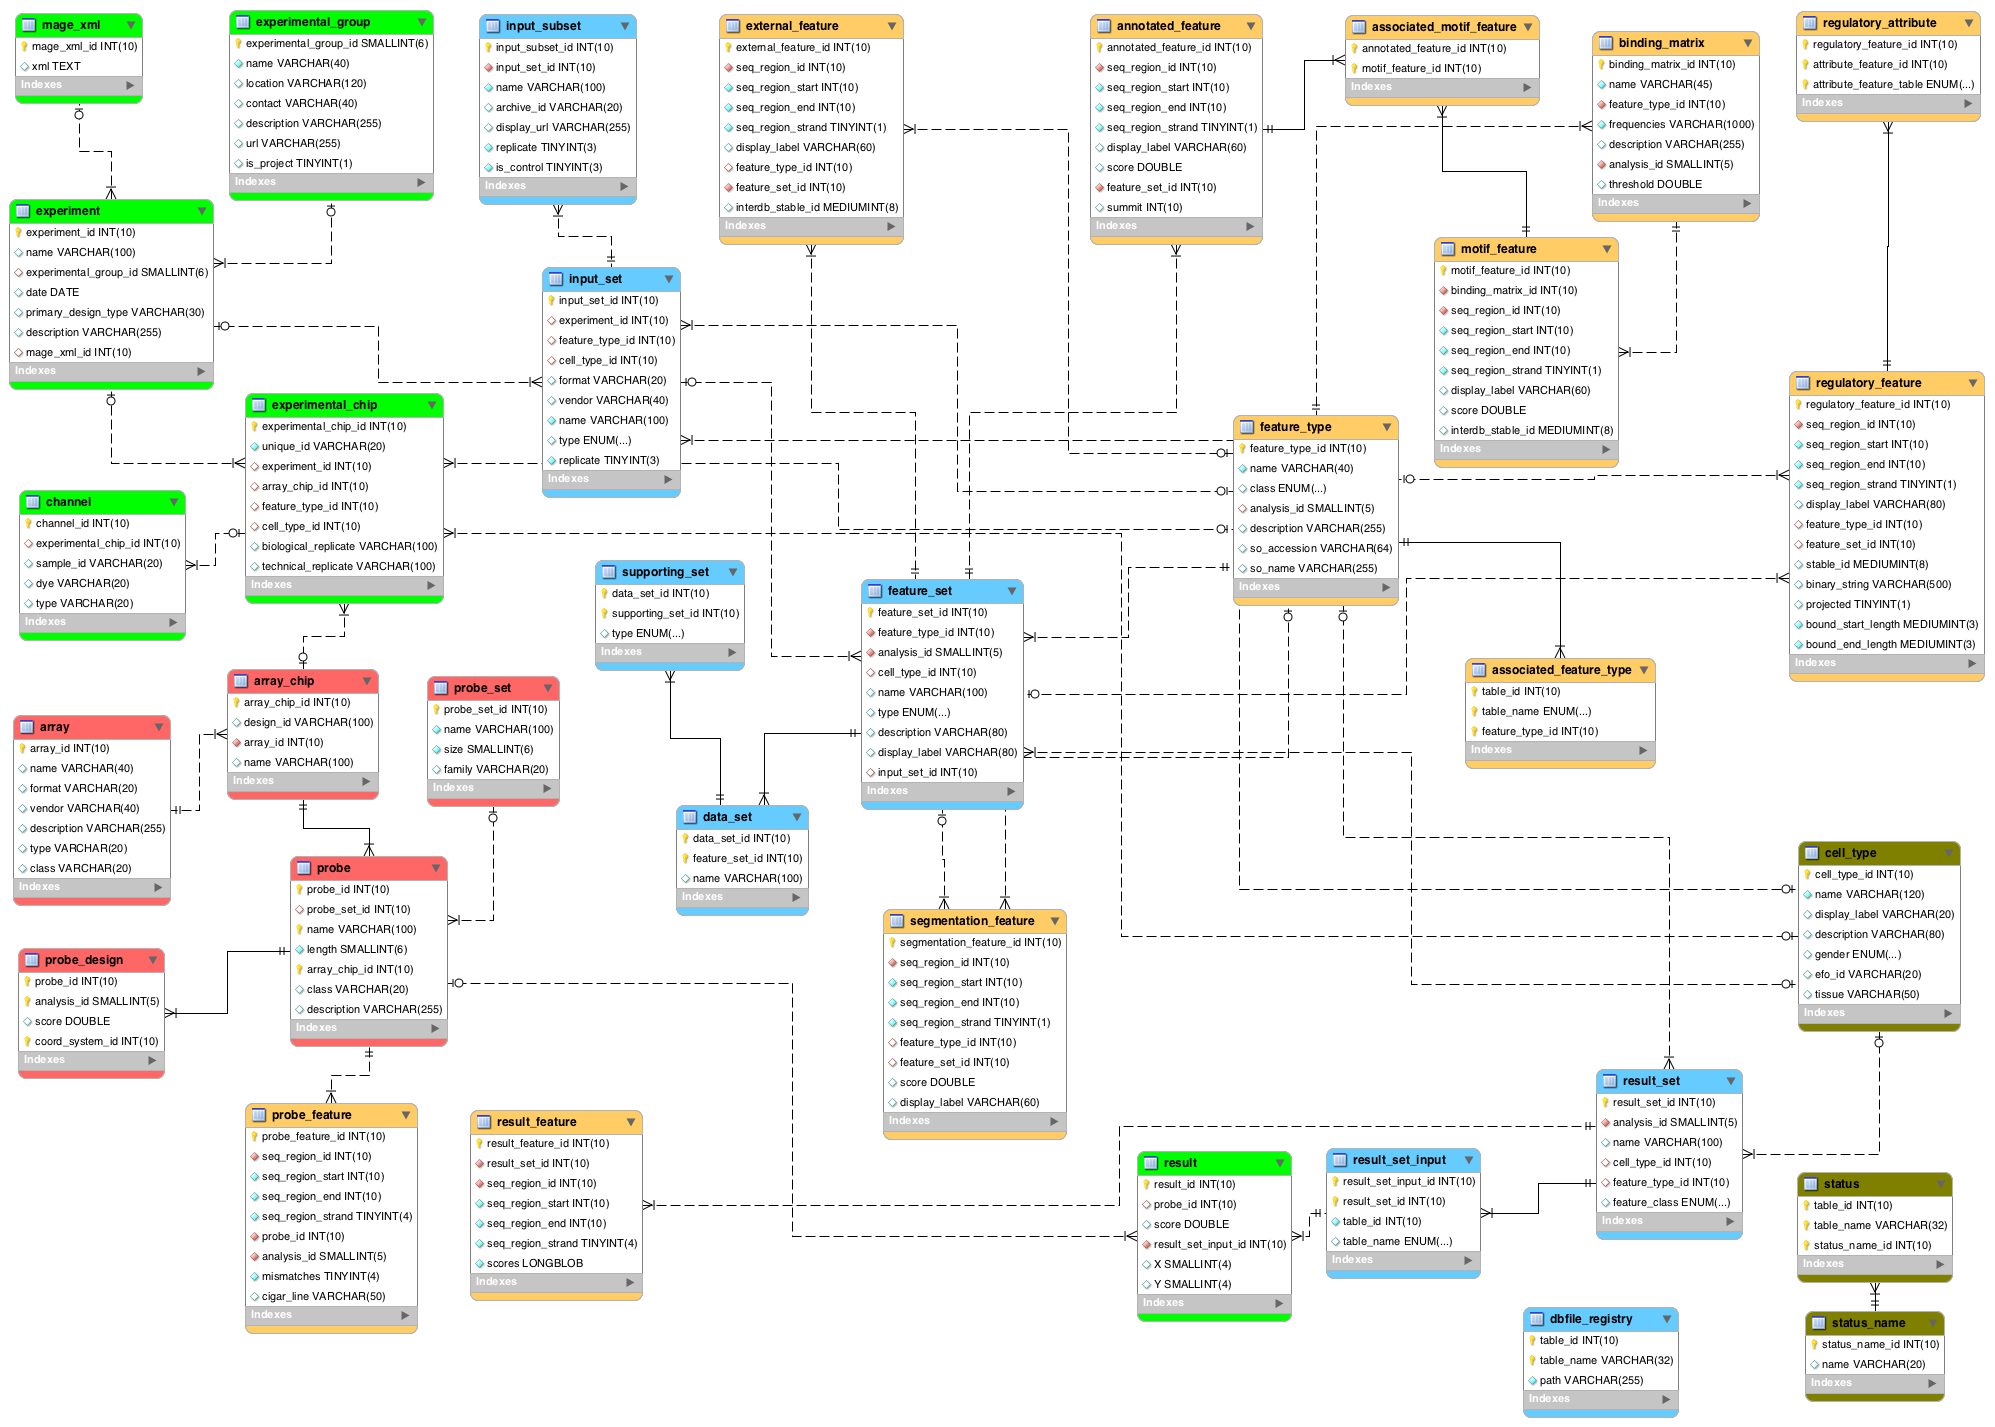 mage_xml
mage_xml_id INT(10)
xml TEXT
Indexes
experimental_group
experimental_group_id SMALLINT(6)
name VARCHAR(40)
location VARCHAR(120)
contact VARCHAR(40)
description VARCHAR(255)
url VARCHAR(255)
is_project TINYINT(1)
Indexes
input_subset
input_subset_id INT(10)
input_set_id INT(10)
name VARCHAR(100)
archive_id VARCHAR(20)
display_url VARCHAR(255)
replicate TINYINT(3)
is_control TINYINT(3)
Indexes
external_feature
external_feature_id INT(10)
seq_region_id INT(10)
seq_region_start INT(10)
seq_region_end INT(10)
seq_region_strand TINYINT(1)
display_label VARCHAR(60)
feature_type_id INT(10)
feature_set_id INT(10)
interdb_stable_id MEDIUMINT(8)
Indexes
annotated_feature
annotated_feature_id INT(10)
seq_region_id INT(10)
seq_region_start INT(10)
seq_region_end INT(10)
seq_region_strand TINYINT(1)
display_label VARCHAR(60)
score DOUBLE
feature_set_id INT(10)
summit INT(10)
Indexes
associated_motif_feature
annotated_feature_id INT(10)
motif_feature_id INT(10)
Indexes
binding_matrix
binding_matrix_id INT(10)
name VARCHAR(45)
feature_type_id INT(10)
frequencies VARCHAR(1000)
description VARCHAR(255)
analysis_id SMALLINT(5)
threshold DOUBLE
Indexes
regulatory_attribute
regulatory_feature_id INT(10)
attribute_feature_id INT(10)
attribute_feature_table ENUM(...)
Indexes
experiment
experiment_id INT(10)
name VARCHAR(100)
experimental_group_id SMALLINT(6)
date DATE
primary_design_type VARCHAR(30)
description VARCHAR(255)
mage_xml_id INT(10)
Indexes
input_set
input_set_id INT(10)
experiment_id INT(10)
feature_type_id INT(10)
cell_type_id INT(10)
format VARCHAR(20)
vendor VARCHAR(40)
name VARCHAR(100)
type ENUM(...)
replicate TINYINT(3)
Indexes
motif_feature
motif_feature_id INT(10)
binding_matrix_id INT(10)
seq_region_id INT(10)
seq_region_start INT(10)
seq_region_end INT(10)
seq_region_strand TINYINT(1)
display_label VARCHAR(60)
score DOUBLE
interdb_stable_id MEDIUMINT(8)
Indexes
regulatory_feature
regulatory_feature_id INT(10)
seq_region_id INT(10)
seq_region_start INT(10)
seq_region_end INT(10)
seq_region_strand TINYINT(1)
display_label VARCHAR(80)
feature_type_id INT(10)
feature_set_id INT(10)
stable_id MEDIUMINT(8)
binary_string VARCHAR(500)
projected TINYINT(1)
bound_start_length MEDIUMINT(3)
bound_end_length MEDIUMINT(3)
Indexes
experimental_chip
experimental_chip_id INT(10)
unique_id VARCHAR(20)
experiment_id INT(10)
array_chip_id INT(10)
feature_type_id INT(10)
cell_type_id INT(10)
biological_replicate VARCHAR(100)
technical_replicate VARCHAR(100)
Indexes
feature_type
feature_type_id INT(10)
name VARCHAR(40)
class ENUM(...)
analysis_id SMALLINT(5)
description VARCHAR(255)
so_accession VARCHAR(64)
so_name VARCHAR(255)
Indexes
channel
channel_id INT(10)
experimental_chip_id INT(10)
sample_id VARCHAR(20)
dye VARCHAR(20)
type VARCHAR(20)
Indexes
supporting_set
data_set_id INT(10)
supporting_set_id INT(10)
type ENUM(...)
Indexes
feature_set
feature_set_id INT(10)
feature_type_id INT(10)
analysis_id SMALLINT(5)
cell_type_id INT(10)
name VARCHAR(100)
type ENUM(...)
description VARCHAR(80)
display_label VARCHAR(80)
input_set_id INT(10)
Indexes
associated_feature_type
table_id INT(10)
table_name ENUM(...)
feature_type_id INT(10)
Indexes
array_chip
array_chip_id INT(10)
design_id VARCHAR(100)
array_id INT(10)
name VARCHAR(100)
Indexes
probe_set
probe_set_id INT(10)
name VARCHAR(100)
size SMALLINT(6)
family VARCHAR(20)
Indexes
array
array_id INT(10)
name VARCHAR(40)
format VARCHAR(20)
vendor VARCHAR(40)
description VARCHAR(255)
type VARCHAR(20)
class VARCHAR(20)
Indexes
data_set
data_set_id INT(10)
feature_set_id INT(10)
name VARCHAR(100)
Indexes
probe
probe_id INT(10)
probe_set_id INT(10)
name VARCHAR(100)
length SMALLINT(6)
array_chip_id INT(10)
class VARCHAR(20)
description VARCHAR(255)
Indexes
cell_type
cell_type_id INT(10)
name VARCHAR(120)
display_label VARCHAR(20)
description VARCHAR(80)
gender ENUM(...)
efo_id VARCHAR(20)
tissue VARCHAR(50)
Indexes
segmentation_feature
segmentation_feature_id INT(10)
seq_region_id INT(10)
seq_region_start INT(10)
seq_region_end INT(10)
seq_region_strand TINYINT(1)
feature_type_id INT(10)
feature_set_id INT(10)
score DOUBLE
display_label VARCHAR(60)
Indexes
probe_design
probe_id INT(10)
analysis_id SMALLINT(5)
score DOUBLE
coord_system_id INT(10)
Indexes
probe_feature
probe_feature_id INT(10)
seq_region_id INT(10)
seq_region_start INT(10)
seq_region_end INT(10)
seq_region_strand TINYINT(4)
probe_id INT(10)
analysis_id SMALLINT(5)
mismatches TINYINT(4)
cigar_line VARCHAR(50)
Indexes
result_feature
result_feature_id INT(10)
result_set_id INT(10)
seq_region_id INT(10)
seq_region_start INT(10)
seq_region_end INT(10)
seq_region_strand TINYINT(4)
scores LONGBLOB
Indexes
result_set
result_set_id INT(10)
analysis_id SMALLINT(5)
name VARCHAR(100)
cell_type_id INT(10)
feature_type_id INT(10)
feature_class ENUM(...)
Indexes
result
result_id INT(10)
probe_id INT(10)
score DOUBLE
result_set_input_id INT(10)
X SMALLINT(4)
Y SMALLINT(4)
Indexes
result_set_input
result_set_input_id INT(10)
result_set_id INT(10)
table_id INT(10)
table_name ENUM(...)
Indexes
status
table_id INT(10)
table_name VARCHAR(32)
status_name_id INT(10)
Indexes
dbfile_registry
table_id INT(10)
table_name VARCHAR(32)
path VARCHAR(255)
Indexes
status_name
status_name_id INT(10)
name VARCHAR(20)
Indexes